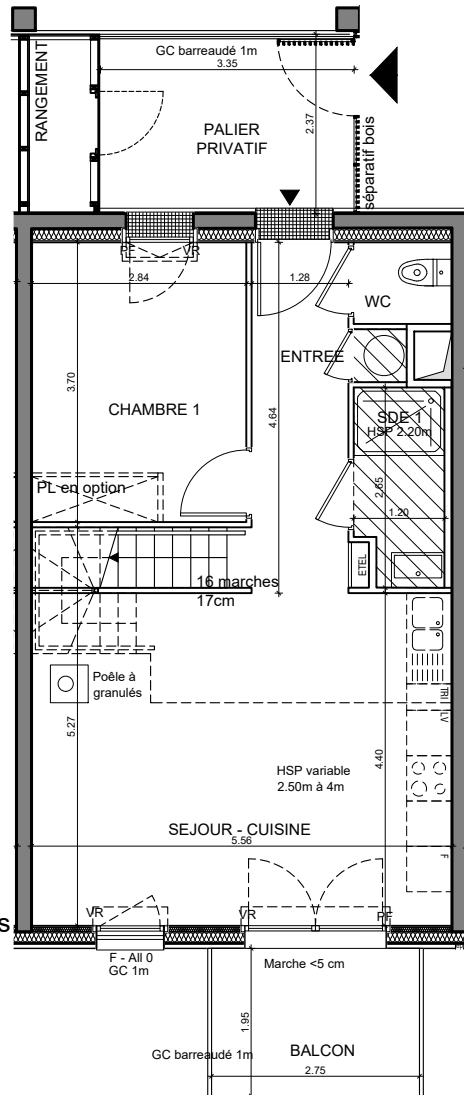 GC barreaudé 1m
3.35
RANGEMENT
PALIER
PRIVATIF
2.37
séparatif bois
PF
VR
2.84
1.28
WC
ENTREE
3.70
CHAMBRE 1
4.64
SDE 1
HSP 2.20m
2.65
1.20
PL en option
ETEL
16 marches
17cm
Poêle à
granulés
TRI
LV
5.27
4.40
HSP variable
2.50m à 4m
SEJOUR - CUISINE
5.56
F
VR
VR
PF
S
F - All 0
GC 1m
Marche <5 cm
1.95
GC barreaudé 1m
BALCON
2.75